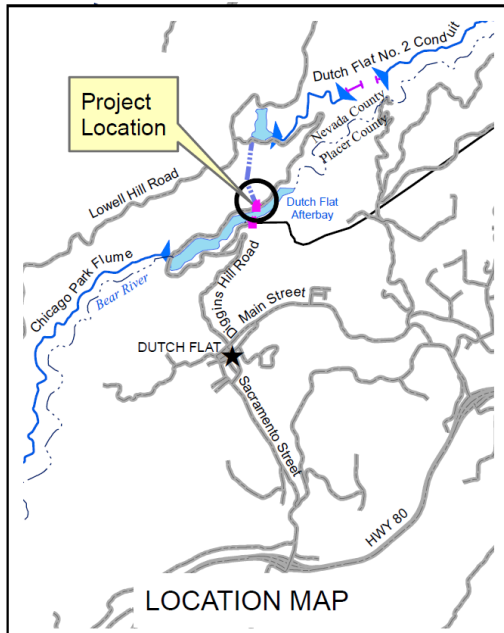 Dutch Flat No. 2 Conduit
Project
Location
Nevada County
Placer County
Lowell Hill Road
Dutch Flat
Afterbay
Chicago Park Flume
Bear River
Diggins Hill Road
Main Street
DUTCH FLAT
Sacramento Street
HWY 80
LOCATION MAP